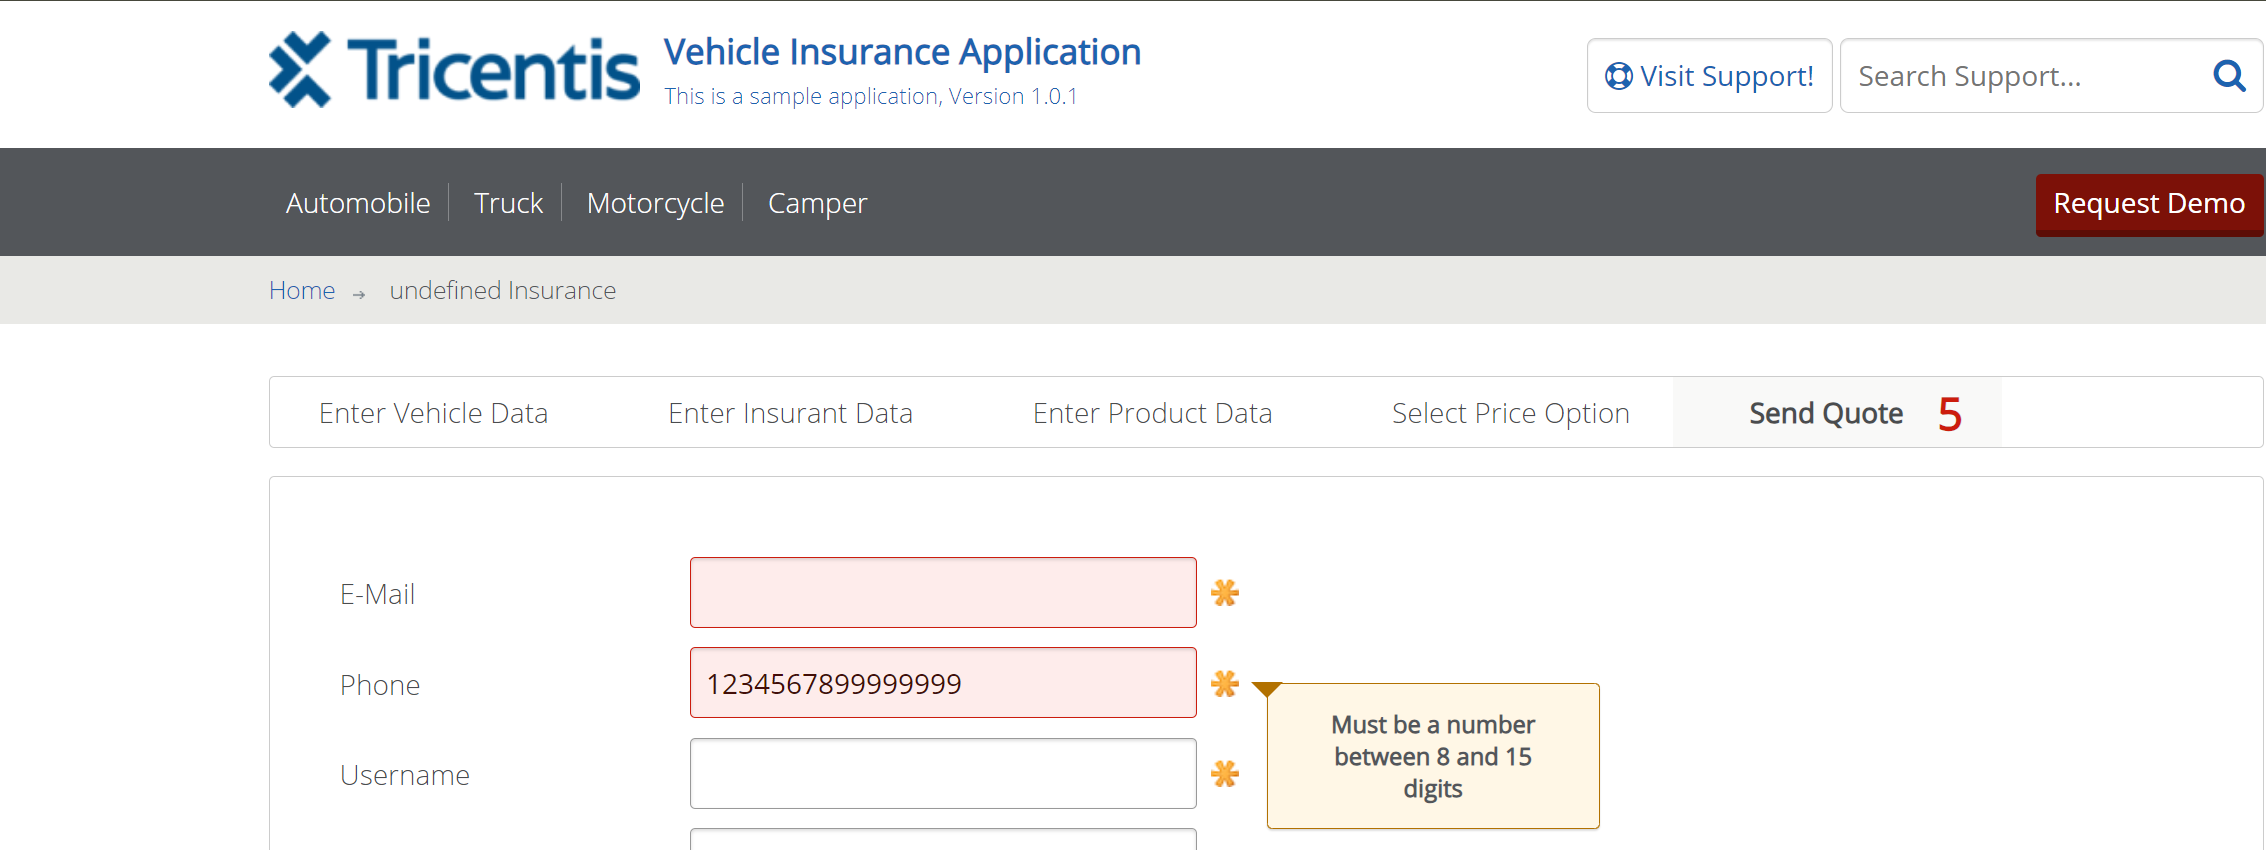 Tricentis
Vehicle Insurance Application
This is a sample application, Version 1.0.1
Visit Support!
Search Support...
Automobile
Truck
Motorcycle
Camper
Request Demo
Home → undefined Insurance
Enter Vehicle Data
Enter Insurant Data
Enter Product Data
Select Price Option
Send Quote 5
E-Mail
Phone
1234567899999999
Must be a number
between 8 and 15
digits
Username